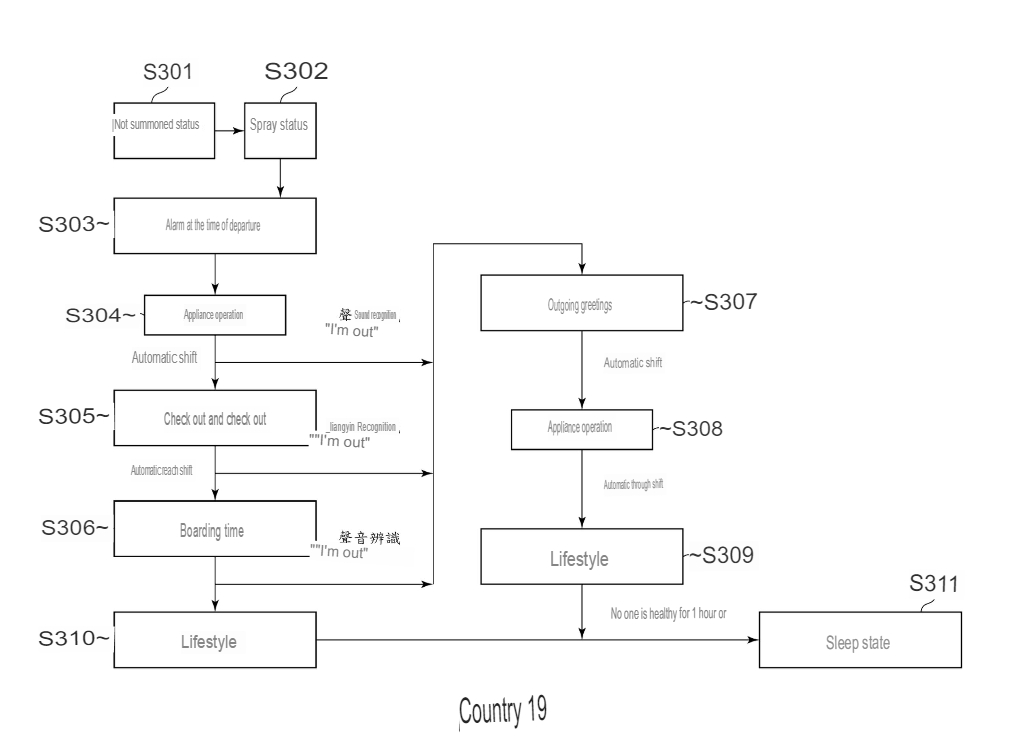 S301
S302
Not summoned status
Spray status
S303~
Alarm at the time of departure
S304~
Appliance operation
聲 Sound recognition,
"I'm out"
Automatic shift
S305~
Check out and check out
_liangyin Recognition,
""I'm out"
Automatic reach shift
S306~
Boarding time
聲音辨識
""I'm out"
S310~
Lifestyle
Outgoing greetings
~S307
Automatic shift
Appliance operation
~S308
Automatic through shift
Lifestyle
~S309
No one is healthy for 1 hour or
S311
Sleep state
Country 19